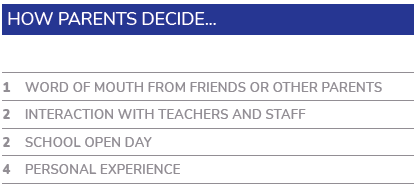 HOW PARENTS DECIDE...
1 WORD OF MOUTH FROM FRIENDS OR OTHER PARENTS
2 INTERACTION WITH TEACHERS AND STAFF
2 SCHOOL OPEN DAY
4 PERSONAL EXPERIENCE